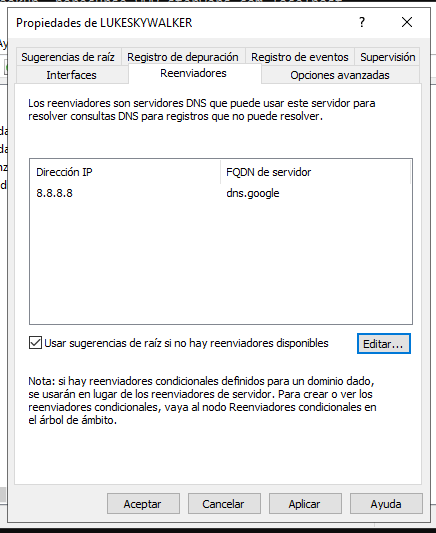 Propiedades de LUKESKYWALKER
Sugerencias de raíz Registro de depuración Registro de eventos Supervisión
Interfaces Reenviadores Opciones avanzadas
Los reenviadores son servidores DNS que puede usar este servidor para
resolver consultas DNS para registros que no puede resolver.
Dirección IP FQDN de servidor
8.8.8.8 dns.google
Usar sugerencias de raíz si no hay reenviadores disponibles Editar...
Nota: si hay reenviadores condicionales definidos para un dominio dado,
se usarán en lugar de los reenviadores de servidor. Para crear o ver los
reenviadores condicionales, vaya al nodo Reenviadores condicionales en
el árbol de ámbito.
Aceptar Cancelar Aplicar Ayuda